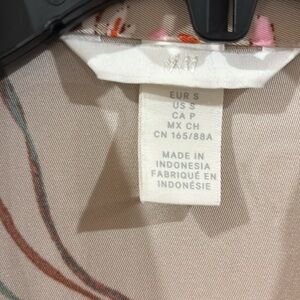 EUR S
US S
CA P
MX CH
CN 165/88A
MADE IN
INDONESIA
FABRIQUÉ EN
INDONÉSIE